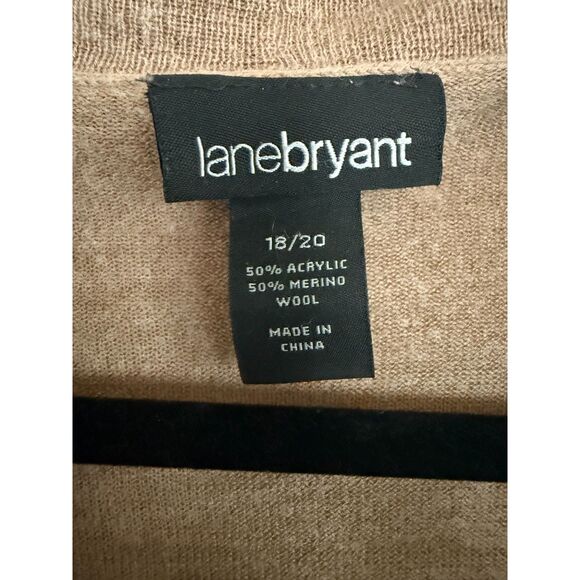 lanebryant
18/20
50% ACRYLIC
50% MERINO
WOOL
MADE IN
CHINA